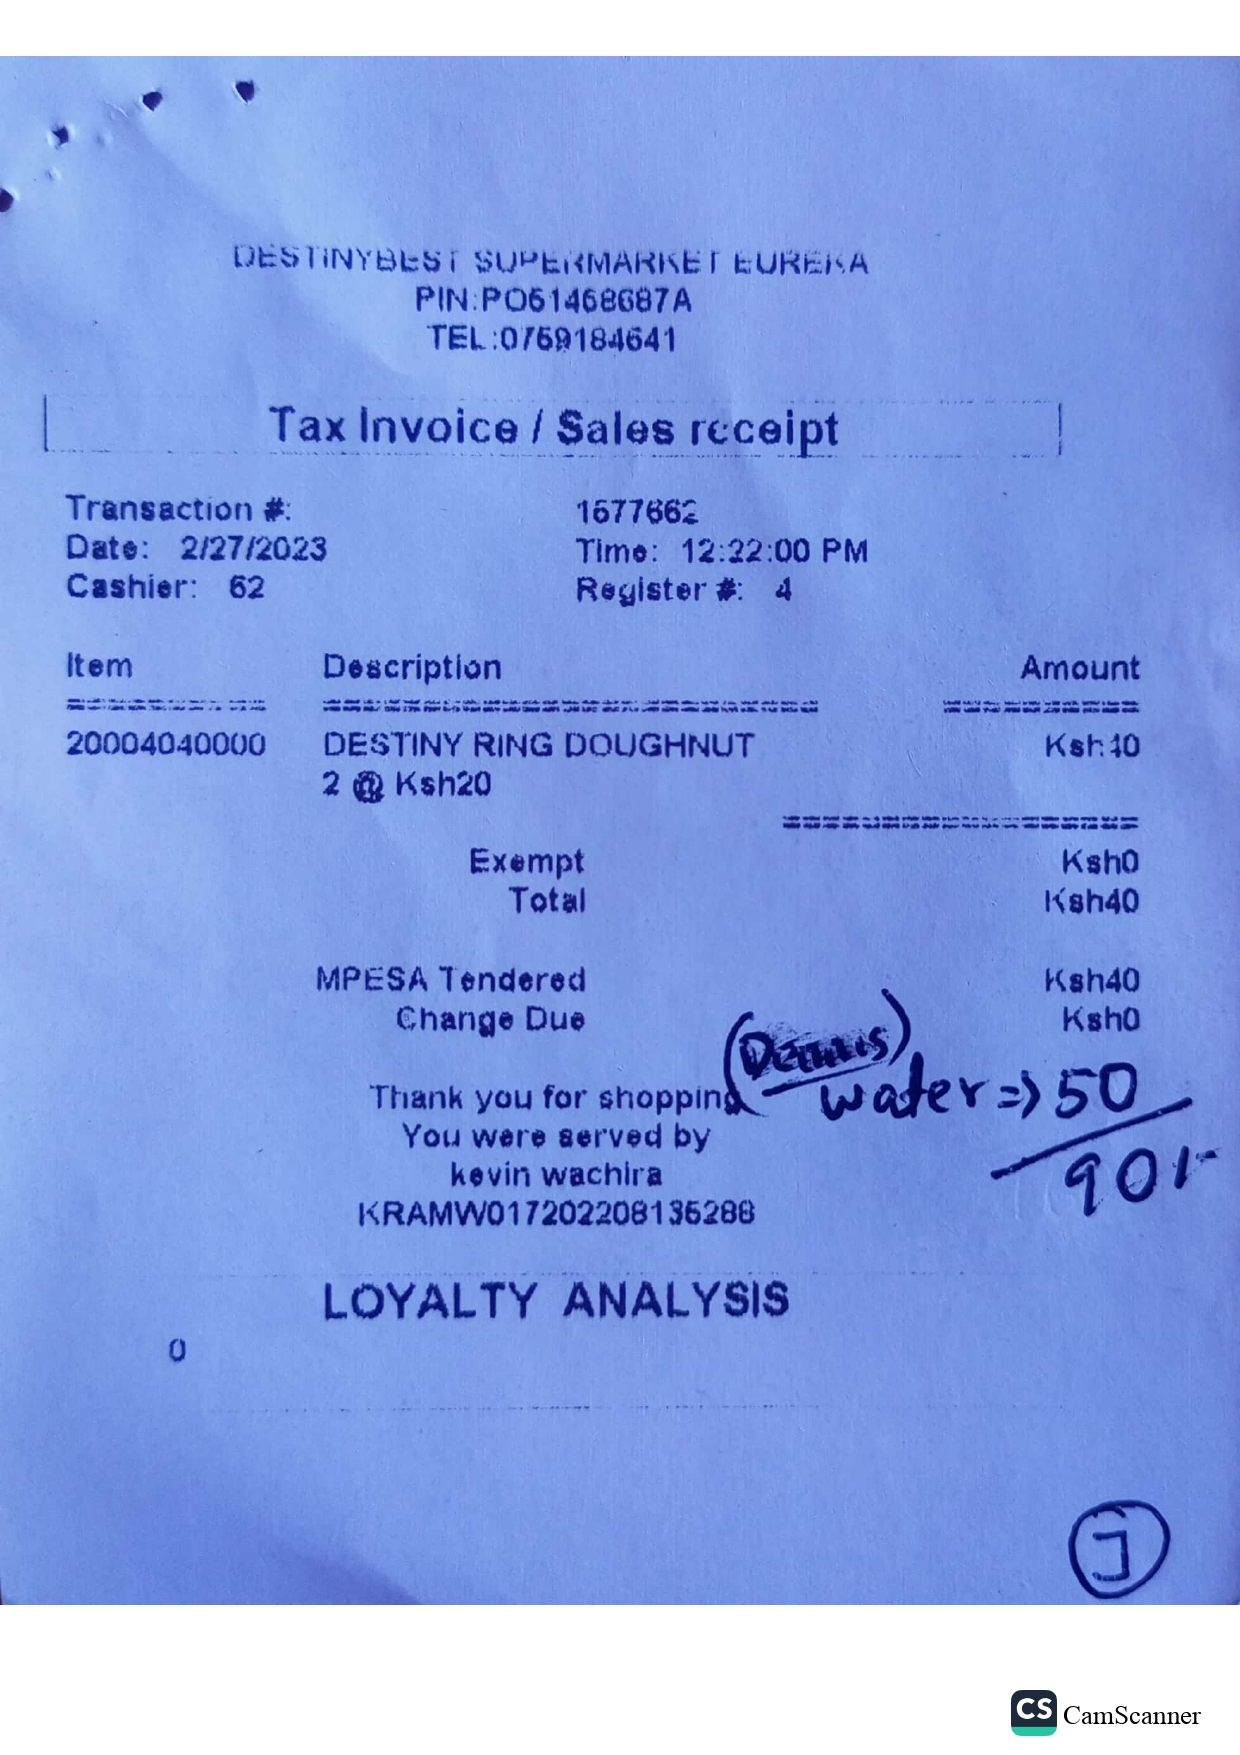 DESTINYBEST SUPERMARKET EUREKA
PIN:PO51468687A
TEL:0769184641
Tax Invoice / Sales receipt
Transaction #: 1677662
Date: 2/27/2023 Time: 12:22:00 PM
Cashier: 62 Register #: 4
Item Description Amount
20004040000 DESTINY RING DOUGHNUT Ksh40
2 @ Ksh20
Exempt Ksh0
Total Ksh40
MPESA Tendered Ksh40
Change Due Ksh0
(Dennis)
water => 50
90/-
Thank you for shopping
You were served by
kevin wachira
KRAMW017202208135288
LOYALTY ANALYSIS
0
J
CS CamScanner